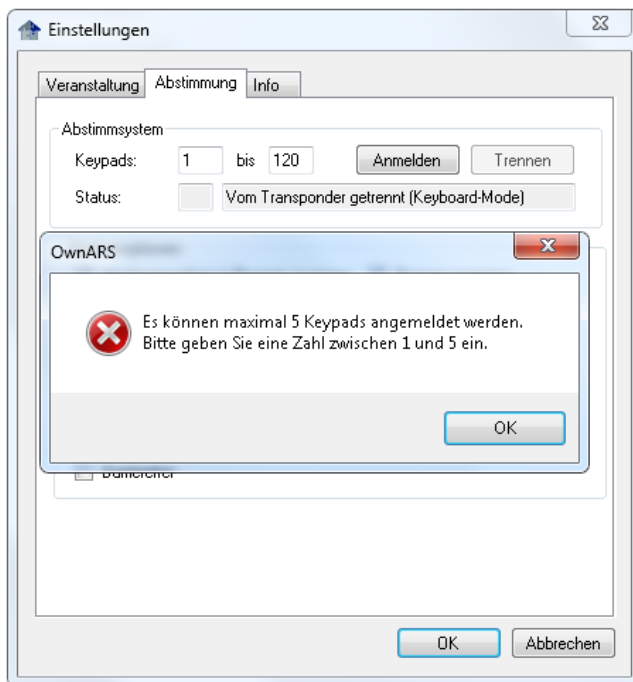 Einstellungen
Veranstaltung Abstimmung Info
Abstimmsystem
Keypads: 1 bis 120 Anmelden Trennen
Status: Vom Transponder getrennt (Keyboard-Mode)
OwnARS
Es können maximal 5 Keypads angemeldet werden.
Bitte geben Sie eine Zahl zwischen 1 und 5 ein.
OK
OK Abbrechen